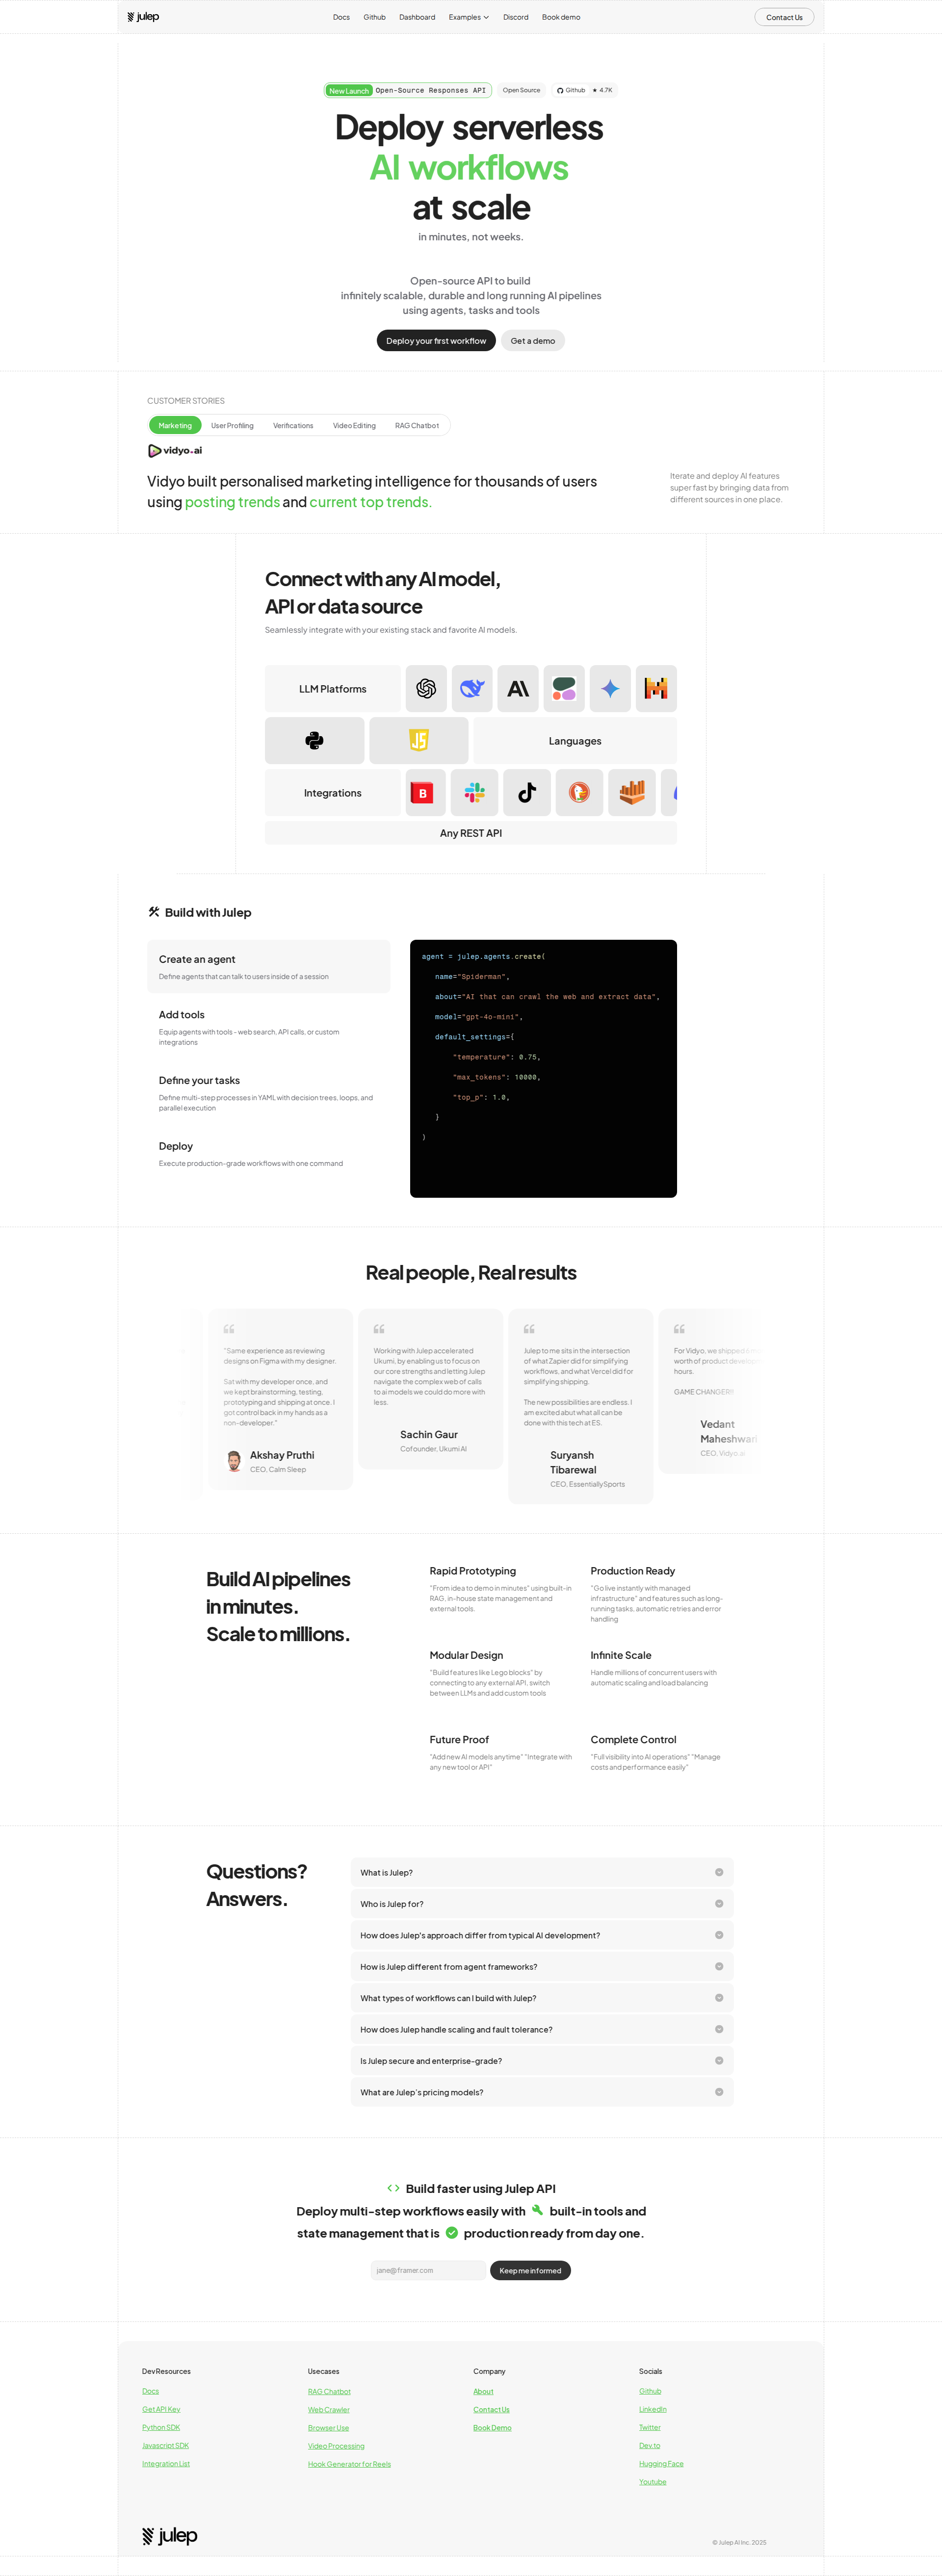 julep
Docs
Github
Dashboard
Examples
Discord
Book demo
Contact Us
New Launch
Open-Source Responses API
Open Source
Github
★ 4.7K
Deploy serverless
AI workflows
at scale
in minutes, not weeks.
Open-source API to build
infinitely scalable, durable and long running AI pipelines
using agents, tasks and tools
Deploy your first workflow
Get a demo
CUSTOMER STORIES
Marketing
User Profiling
Verifications
Video Editing
RAG Chatbot
vidyo.ai
Vidyo built personalised marketing intelligence for thousands of users
using posting trends and current top trends.
Iterate and deploy AI features
super fast by bringing data from
different sources in one place.
Connect with any AI model,
API or data source
Seamlessly integrate with your existing stack and favorite AI models.
LLM Platforms
JS
Languages
Integrations
B
Any REST API
Build with Julep
Create an agent
Define agents that can talk to users inside of a session
Add tools
Equip agents with tools - web search, API calls, or custom
integrations
Define your tasks
Define multi-step processes in YAML with decision trees, loops, and
parallel execution
Deploy
Execute production-grade workflows with one command
agent = julep.agents.create(
name="Spiderman",
about="AI that can crawl the web and extract data",
model="gpt-4o-mini",
default_settings={
"temperature": 0.75,
"max_tokens": 10000,
"top_p": 1.0,
}
)
Real people, Real results
"Same experience as reviewing
designs on Figma with my designer.
Sat with my developer once, and
we kept brainstorming, testing,
prototyping and shipping at once. I
got control back in my hands as a
non-developer."
Akshay Pruthi
CEO, Calm Sleep
Working with Julep accelerated
Ukumi, by enabling us to focus on
our core strengths and letting Julep
navigate the complex web of calls
to ai models we could do more with
less.
Sachin Gaur
Cofounder, Ukumi AI
Julep to me sits in the intersection
of what Zapier did for simplifying
workflows, and what Vercel did for
simplifying shipping.
The new possibilities are endless. I
am excited about what all can be
done with this tech at ES.
Suryansh
Tibarewal
CEO, EssentiallySports
For Vidyo, we shipped
worth of product
hours.
GAME CHANGER!!
Vedant
Maheshwari
CEO, Vidyo.ai
Build AI pipelines
in minutes.
Scale to millions.
Rapid Prototyping
"From idea to demo in minutes" using built-in
RAG, in-house state management and
external tools.
Production Ready
"Go live instantly with managed
infrastructure" and features such as long-
running tasks, automatic retries and error
handling
Modular Design
"Build features like Lego blocks" by
connecting to any external API, switch
between LLMs and add custom tools
Infinite Scale
Handle millions of concurrent users with
automatic scaling and load balancing
Future Proof
"Add new AI models anytime" "Integrate with
any new tool or API"
Complete Control
"Full visibility into AI operations" "Manage
costs and performance easily"
Questions?
Answers.
What is Julep?
Who is Julep for?
How does Julep's approach differ from typical AI development?
How is Julep different from agent frameworks?
What types of workflows can I build with Julep?
How does Julep handle scaling and fault tolerance?
Is Julep secure and enterprise-grade?
What are Julep's pricing models?
Build faster using Julep API
Deploy multi-step workflows easily with built-in tools and
state management that is production ready from day one.
jane@framer.com
Keep me informed
Dev Resources
Docs
Get API Key
Python SDK
Javascript SDK
Integration List
Usecases
RAG Chatbot
Web Crawler
Browser Use
Video Processing
Hook Generator for Reels
Company
About
Contact Us
Book Demo
Socials
Github
LinkedIn
Twitter
Dev.to
Hugging Face
Youtube
julep
© Julep AI Inc. 2025